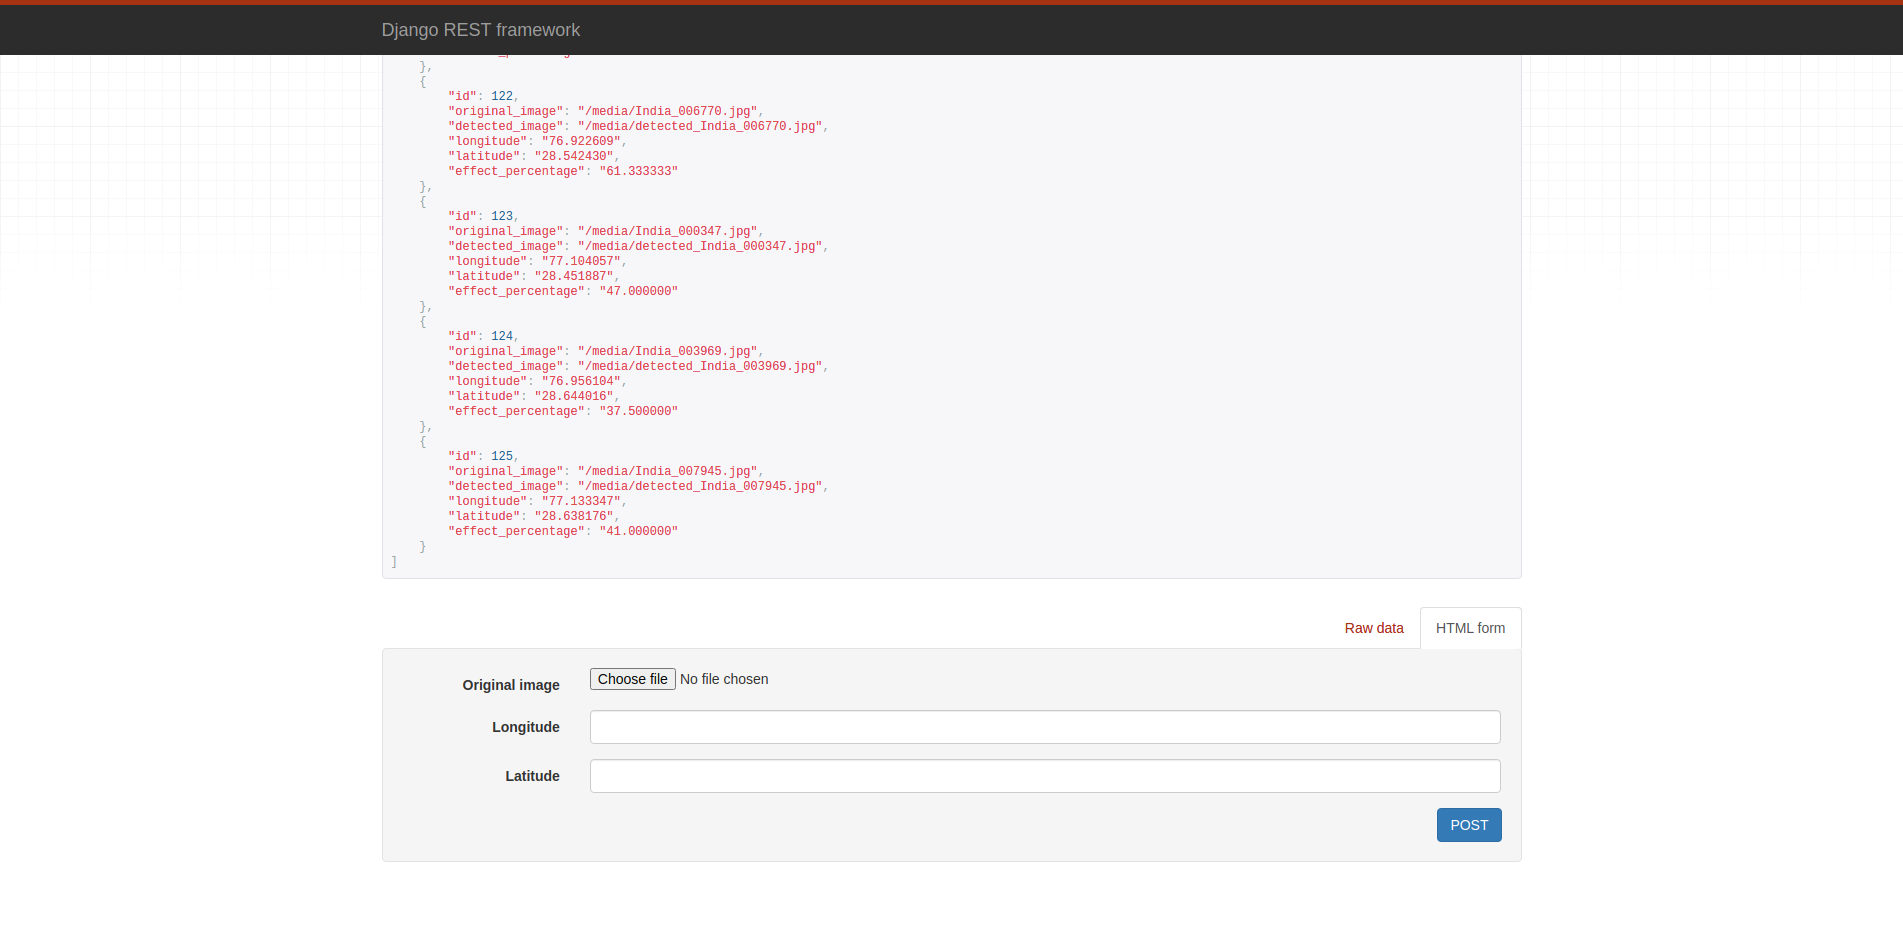 Django REST framework
},
{
"id": 122,
"original_image": "/media/India_006770.jpg",
"detected_image": "/media/detected_India_006770.jpg",
"longitude": "76.922609",
"latitude": "28.542430",
"effect_percentage": "61.333333"
},
{
"id": 123,
"original_image": "/media/India_000347.jpg",
"detected_image": "/media/detected_India_000347.jpg",
"longitude": "77.104057",
"latitude": "28.451887",
"effect_percentage": "47.000000"
},
{
"id": 124,
"original_image": "/media/India_003969.jpg",
"detected_image": "/media/detected_India_003969.jpg",
"longitude": "76.956104",
"latitude": "28.644016",
"effect_percentage": "37.500000"
},
{
"id": 125,
"original_image": "/media/India_007945.jpg",
"detected_image": "/media/detected_India_007945.jpg",
"longitude": "77.133347",
"latitude": "28.638176",
"effect_percentage": "41.000000"
}
]
Raw data HTML form
Original image Choose file No file chosen
Longitude
Latitude
POST